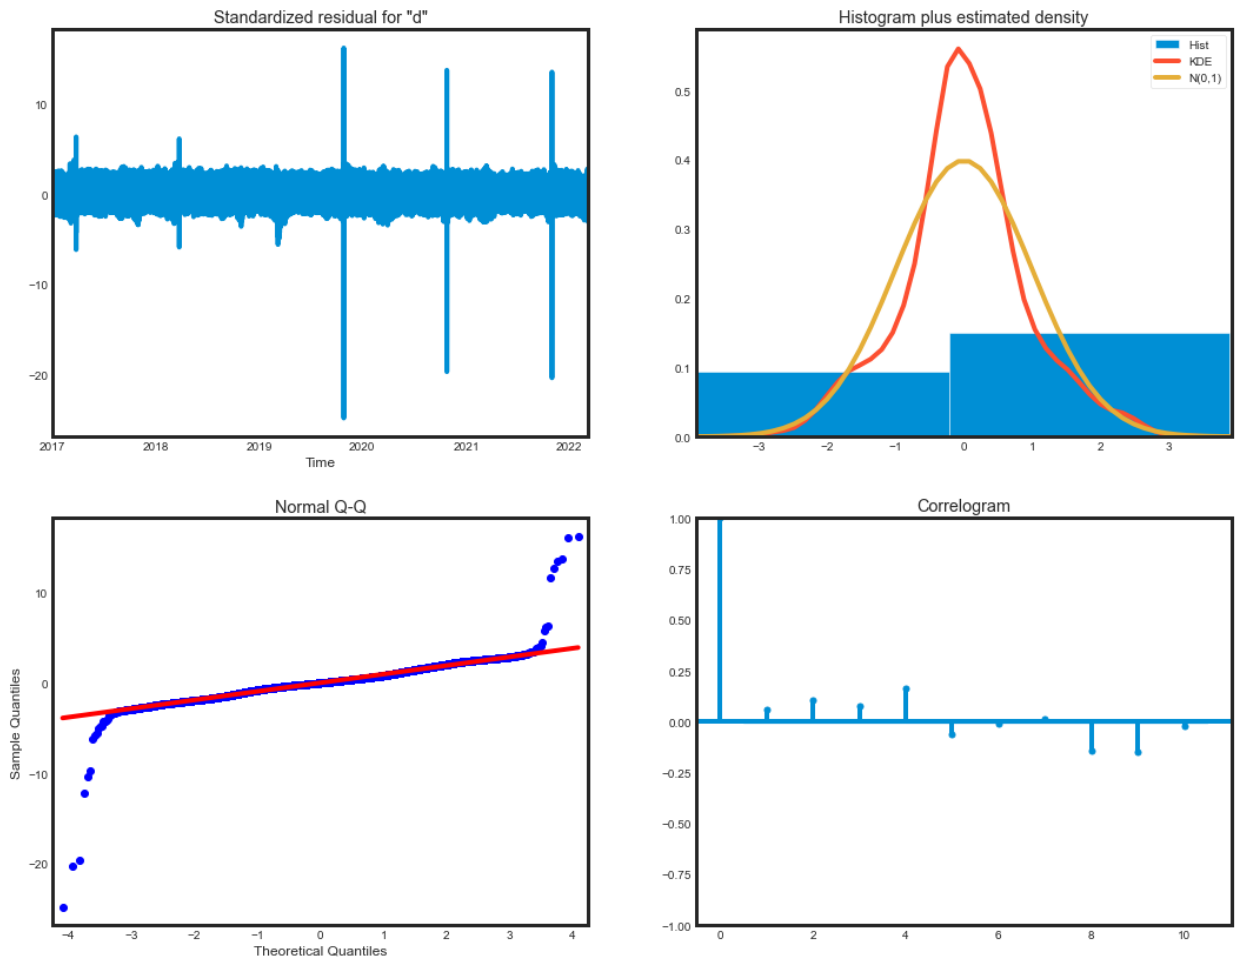 Standardized residual for "d"
10
0
−10
−20
2017 2018 2019 2020 2021 2022
Time
Histogram plus estimated density
Hist
KDE
N(0,1)
0.5
0.4
0.3
0.2
0.1
0.0
−3 −2 −1 0 1 2 3
Normal Q-Q
Sample Quantiles
10
0
−10
−20
−4 −3 −2 −1 0 1 2 3 4
Theoretical Quantiles
Correlogram
1.00
0.75
0.50
0.25
0.00
−0.25
−0.50
−0.75
−1.00
0 2 4 6 8 10